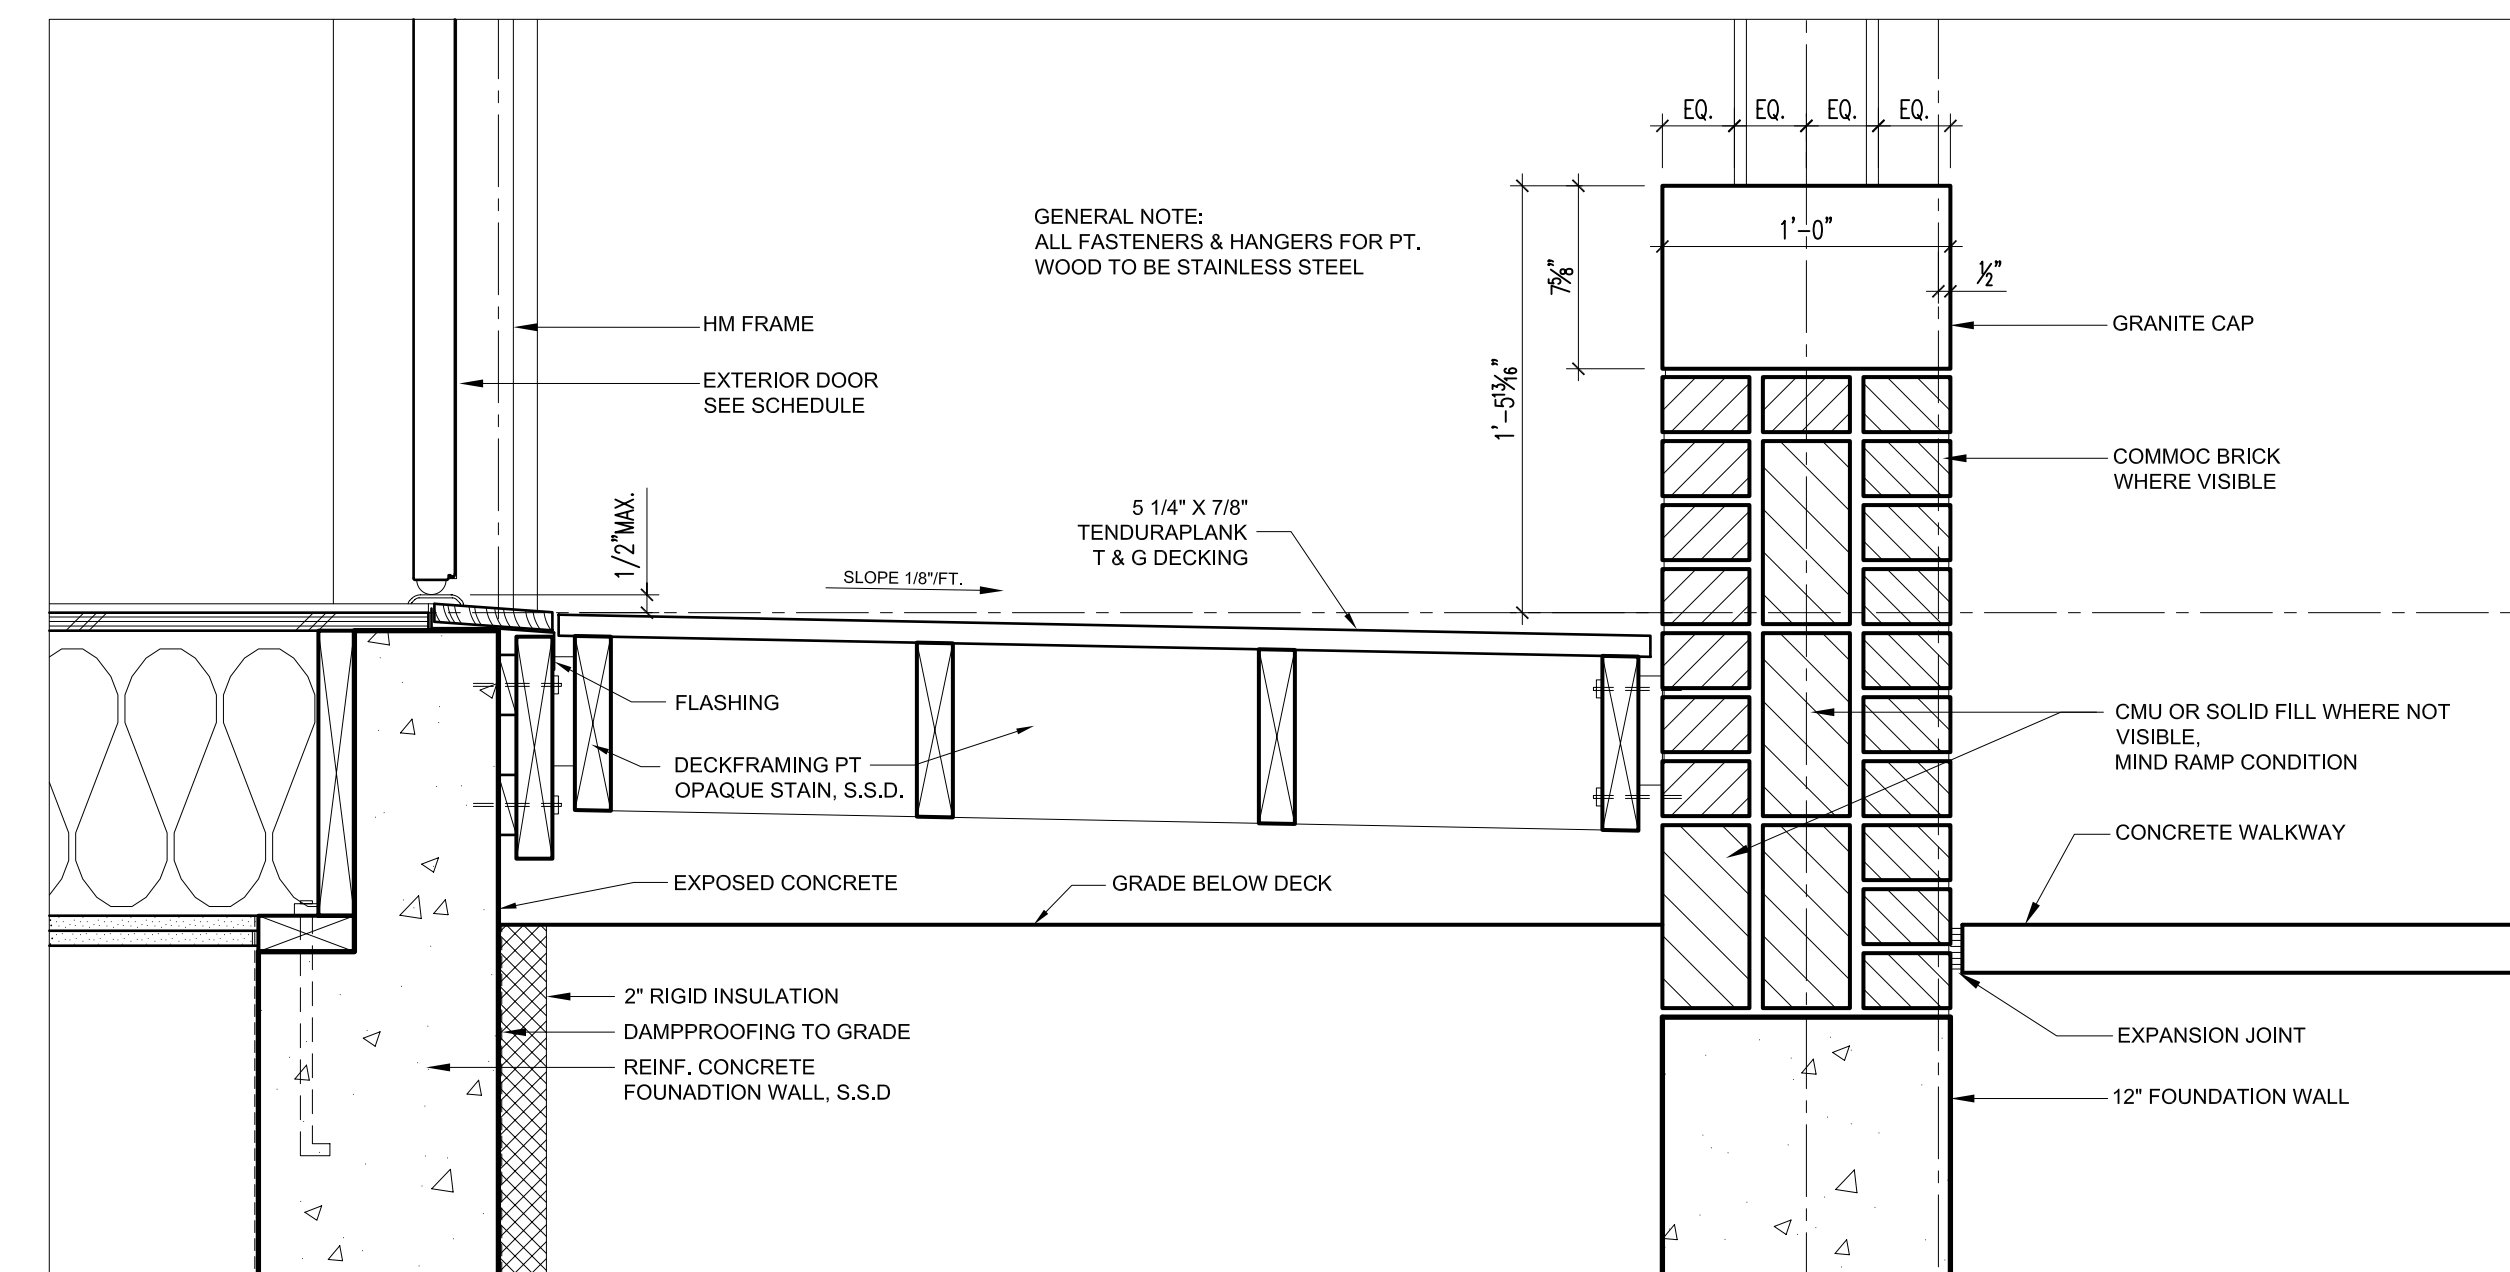 EQ. EQ. EQ. EQ.
GENERAL NOTE:
ALL FASTENERS & HANGERS FOR PT.
WOOD TO BE STAINLESS STEEL
1'-0"
7⅝"
½"
HM FRAME
GRANITE CAP
EXTERIOR DOOR
SEE SCHEDULE
1'-5¹³⁄₁₆"
COMMOC BRICK
WHERE VISIBLE
1/2"MAX.
5 1/4" X 7/8"
TENDURAPLANK
T & G DECKING
SLOPE 1/8"/FT.
FLASHING
CMU OR SOLID FILL WHERE NOT
VISIBLE,
MIND RAMP CONDITION
DECKFRAMING PT
OPAQUE STAIN, S.S.D.
CONCRETE WALKWAY
EXPOSED CONCRETE
GRADE BELOW DECK
2" RIGID INSULATION
DAMPPROOFING TO GRADE
EXPANSION JOINT
REINF. CONCRETE
FOUNADTION WALL, S.S.D
12" FOUNDATION WALL